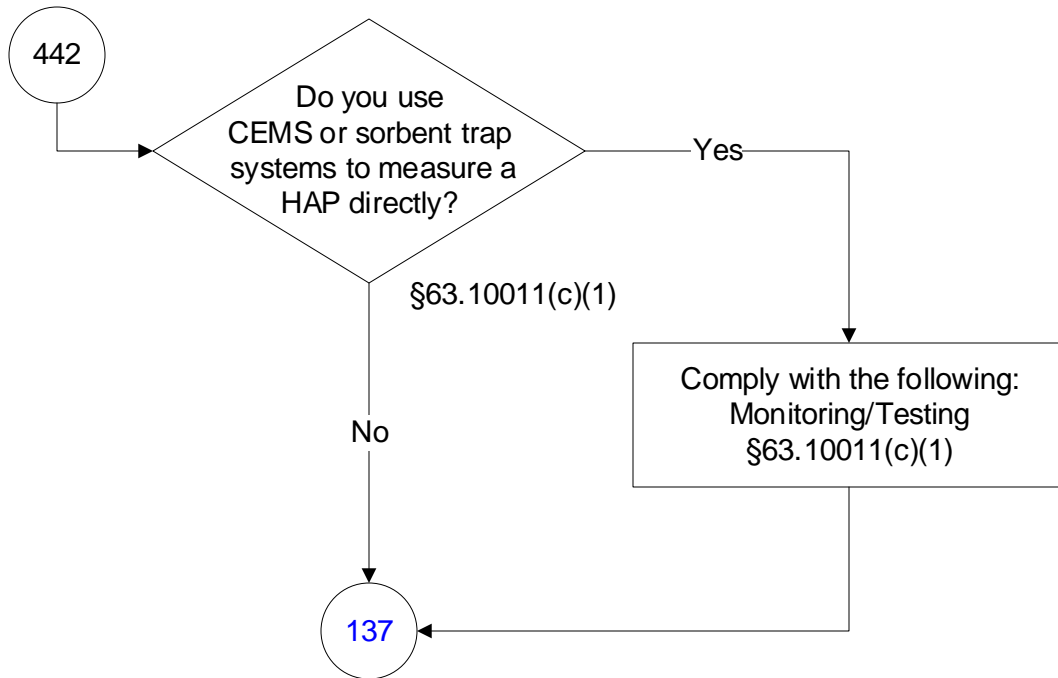 442
Do you use
CEMS or sorbent trap
systems to measure a
HAP directly?
Yes
§63.10011(c)(1)
Comply with the following:
Monitoring/Testing
§63.10011(c)(1)
No
137